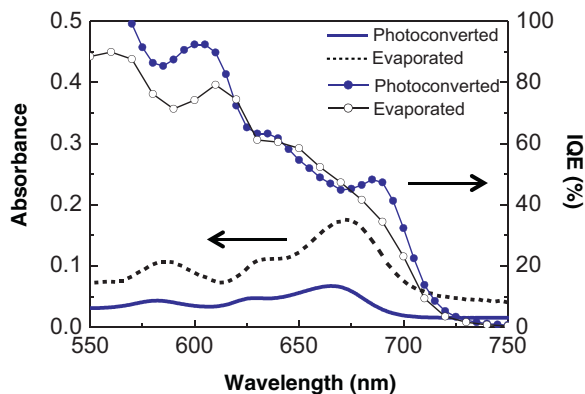 0.5
0.4
0.3
0.2
0.1
0.0
Absorbance
Photoconverted
Evaporated
Photoconverted
Evaporated
100
80
60
40
20
0
IQE (%)
550
600
650
700
750
Wavelength (nm)